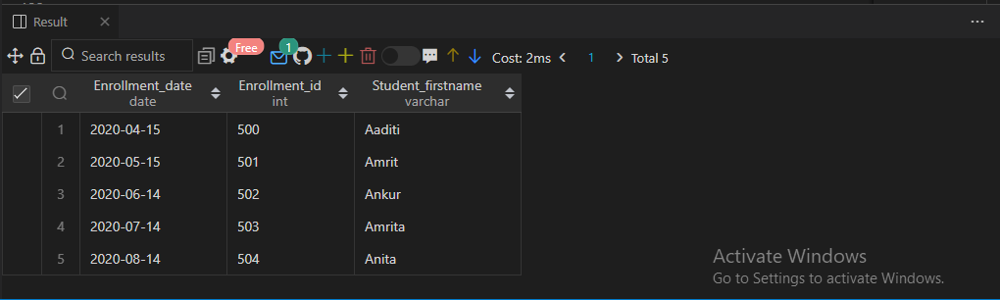 Result
Search results
Free
1
Cost: 2ms
1
Total 5
Enrollment_date Enrollment_id Student_firstname
date int varchar
1 2020-04-15 500 Aaditi
2 2020-05-15 501 Amrit
3 2020-06-14 502 Ankur
4 2020-07-14 503 Amrita
5 2020-08-14 504 Anita
Activate Windows
Go to Settings to activate Windows.